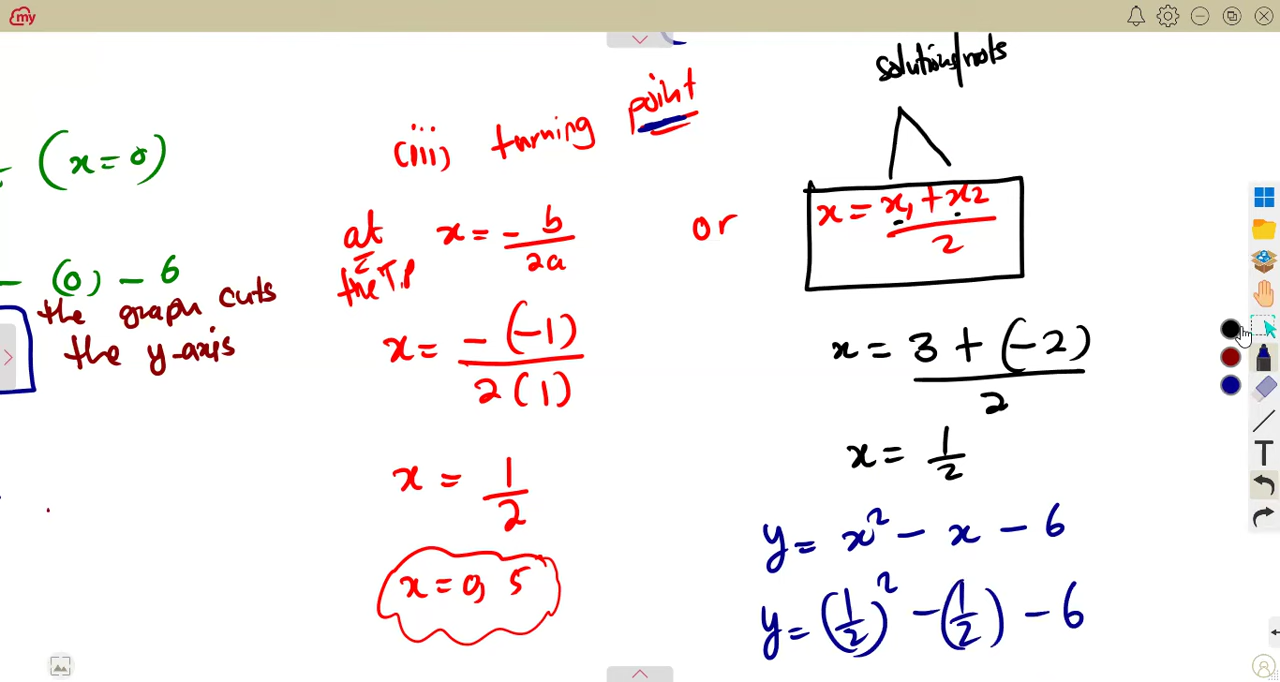 my
solutions/roots
(iii) turning point
(x=0)
x = -b/2a
or
x = x₁ + x₂/2
at
the T.P
- (0) - 6
the graph cuts
the y-axis
x = -(-1)/2(1)
x = 3 + (-2)/2
x = 1/2
x = 1/2
x = 0,5
y = x² - x - 6
y = (1/2)² - (1/2) - 6
T